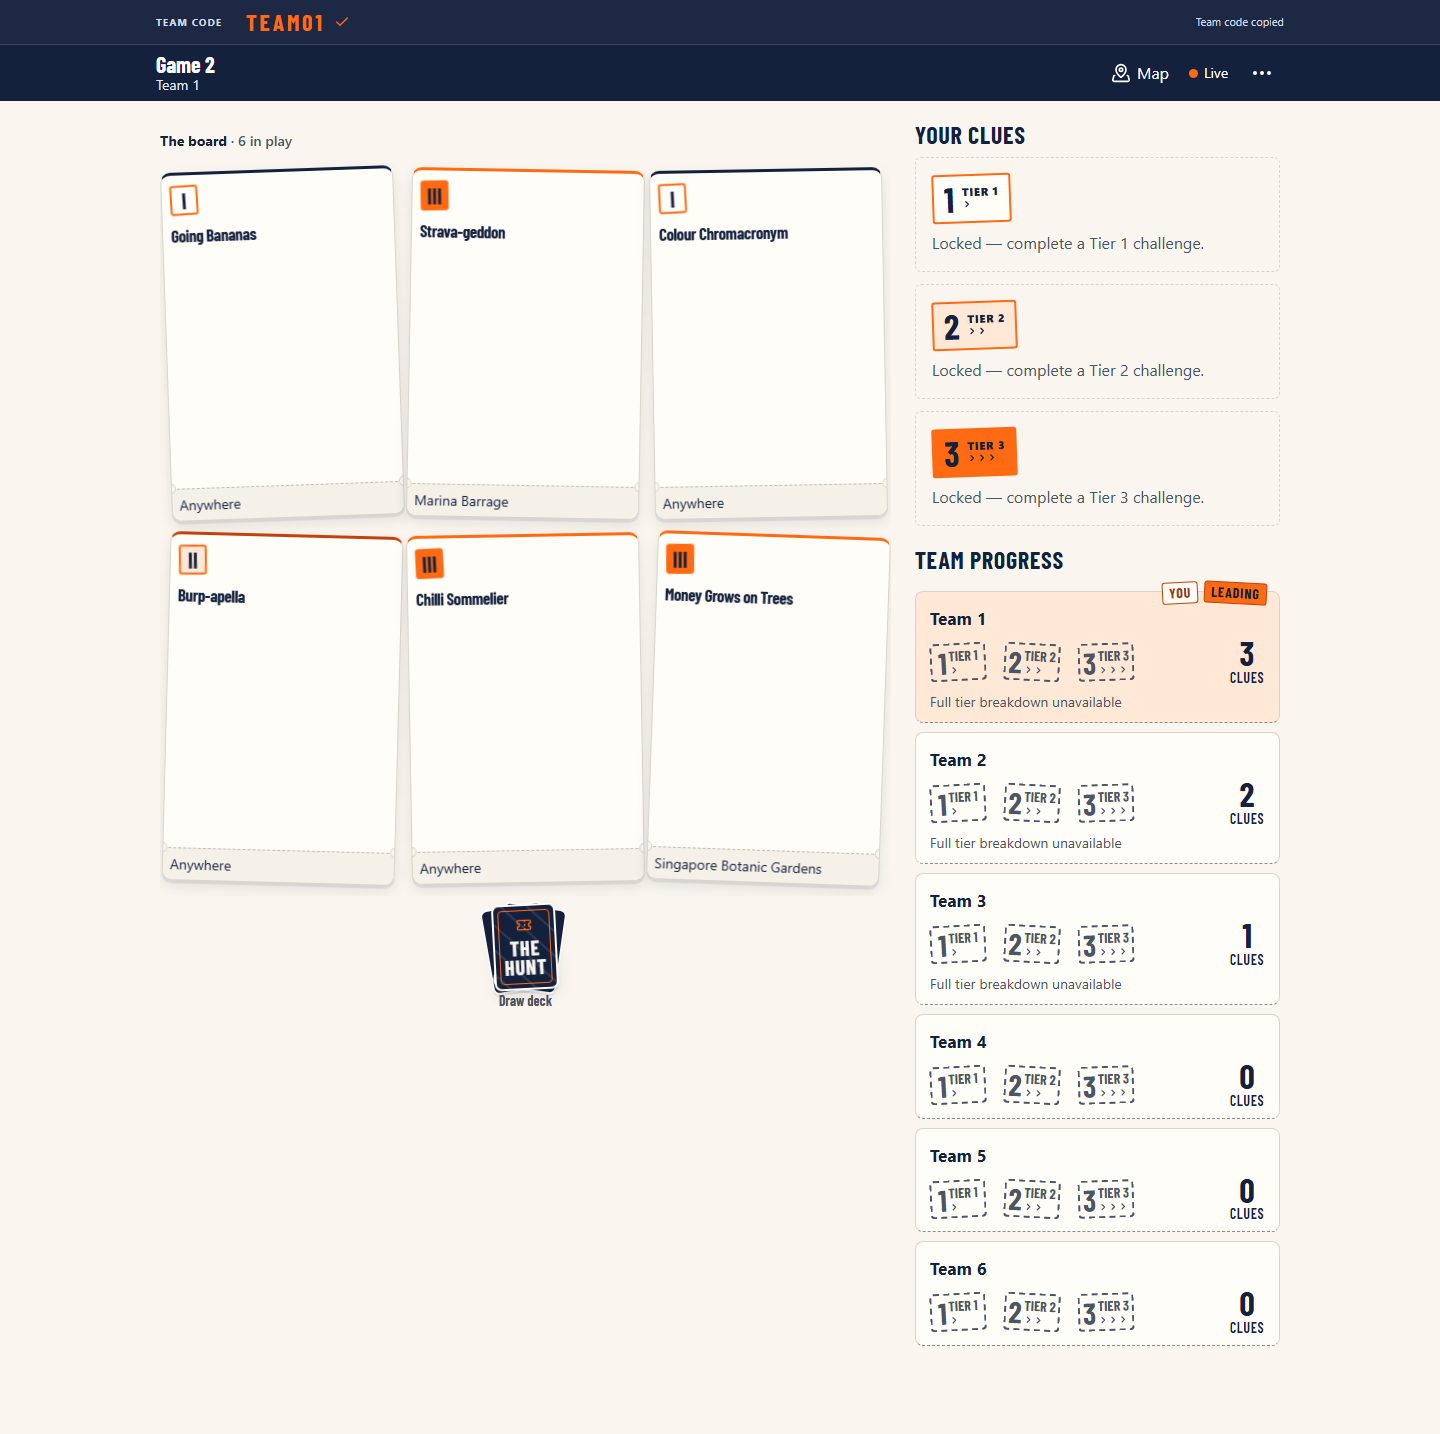 TEAM CODE TEAM01 Team code copied
Game 2
Team 1
Map Live
The board · 6 in play
I
Going Bananas
Anywhere
III
Strava-geddon
Marina Barrage
I
Colour Chromacronym
Anywhere
II
Burp-apella
Anywhere
III
Chilli Sommelier
Anywhere
III
Money Grows on Trees
Singapore Botanic Gardens
THE
HUNT
Draw deck
YOUR CLUES
1 TIER 1
›
Locked — complete a Tier 1 challenge.
2 TIER 2
› ›
Locked — complete a Tier 2 challenge.
3 TIER 3
› › ›
Locked — complete a Tier 3 challenge.
TEAM PROGRESS
YOU LEADING
Team 1
1 TIER 1 › 2 TIER 2 › › 3 TIER 3 › › ›
3
CLUES
Full tier breakdown unavailable
Team 2
1 TIER 1 › 2 TIER 2 › › 3 TIER 3 › › ›
2
CLUES
Full tier breakdown unavailable
Team 3
1 TIER 1 › 2 TIER 2 › › 3 TIER 3 › › ›
1
CLUES
Full tier breakdown unavailable
Team 4
1 TIER 1 › 2 TIER 2 › › 3 TIER 3 › › ›
0
CLUES
Team 5
1 TIER 1 › 2 TIER 2 › › 3 TIER 3 › › ›
0
CLUES
Team 6
1 TIER 1 › 2 TIER 2 › › 3 TIER 3 › › ›
0
CLUES